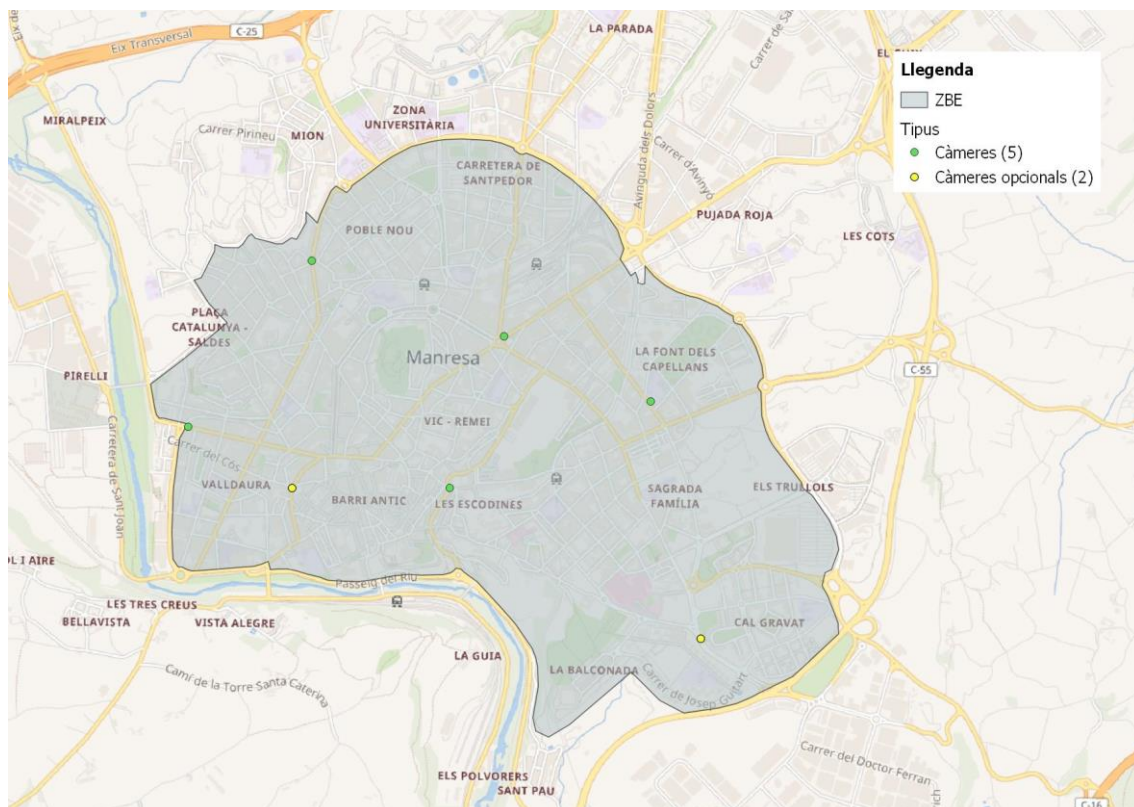 Eix Transversal
C-25
LA PARADA
Llegenda
ZBE
Tipus
Càmeres (5)
Càmeres opcionals (2)
MIRALPEIX
Carrer Pirineu
MION
ZONA
UNIVERSITÀRIA
CARRETERA DE
SANTPEDOR
Avinguda dels Dolors
Carrer d'Avinyó
PUJADA ROJA
LES COTS
POBLE NOU
PLAÇA
CATALUNYA -
SALDES
Manresa
LA FONT DELS
CAPELLANS
PIRELLI
C-55
VIC - REMEI
Carretera de Sant Joan
Carrer del Cós
VALLDAURA
BARRI ANTIC
LES ESCODINES
SAGRADA
FAMÍLIA
ELS TRULLOLS
OL I AIRE
Passeig del Riu
LES TRES CREUS
BELLAVISTA
VISTA ALEGRE
CAL GRAVAT
LA GUIA
LA BALCONADA
Camí de la Torre Santa Caterina
Carrer de Josep Guitart
Carrer del Doctor Ferran
ELS POLVORERS
SANT PAU
C-16